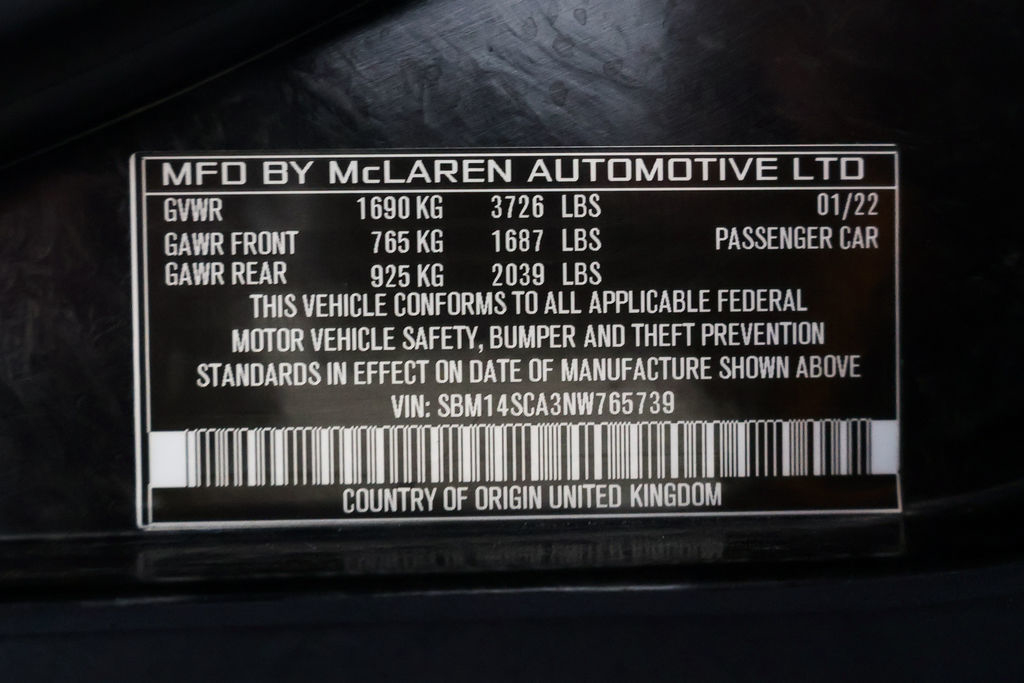 MFD BY McLAREN AUTOMOTIVE LTD
GVWR 1690 KG 3726 LBS 01/22
GAWR FRONT 765 KG 1687 LBS PASSENGER CAR
GAWR REAR 925 KG 2039 LBS
THIS VEHICLE CONFORMS TO ALL APPLICABLE FEDERAL
MOTOR VEHICLE SAFETY, BUMPER AND THEFT PREVENTION
STANDARDS IN EFFECT ON DATE OF MANUFACTURE SHOWN ABOVE
VIN: SBM14SCA3NW765739
COUNTRY OF ORIGIN UNITED KINGDOM